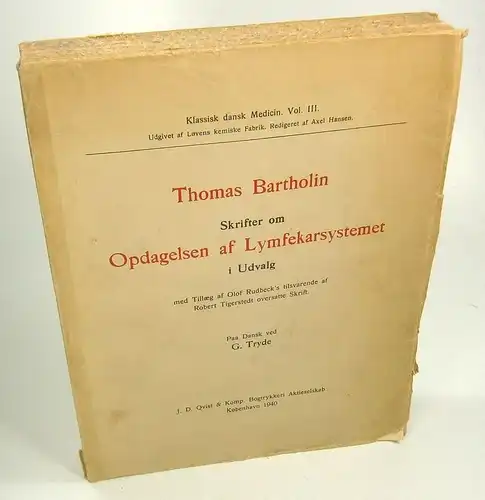 Klassisk dansk Medicin. Vol. III.
Udgivet af Løvens kemiske Fabrik. Redigeret af Axel Hansen.
Thomas Bartholin
Skrifter om
Opdagelsen af Lymfekarsystemet
i Udvalg
med Tillæg af Olof Rudbeck's tilsvarende af
Robert Tigerstedt oversatte Skrift
Paa Dansk ved
G. Tryde
J. D. Qvist & Komp. Bogtrykkeri Aktieselskab
København 1940